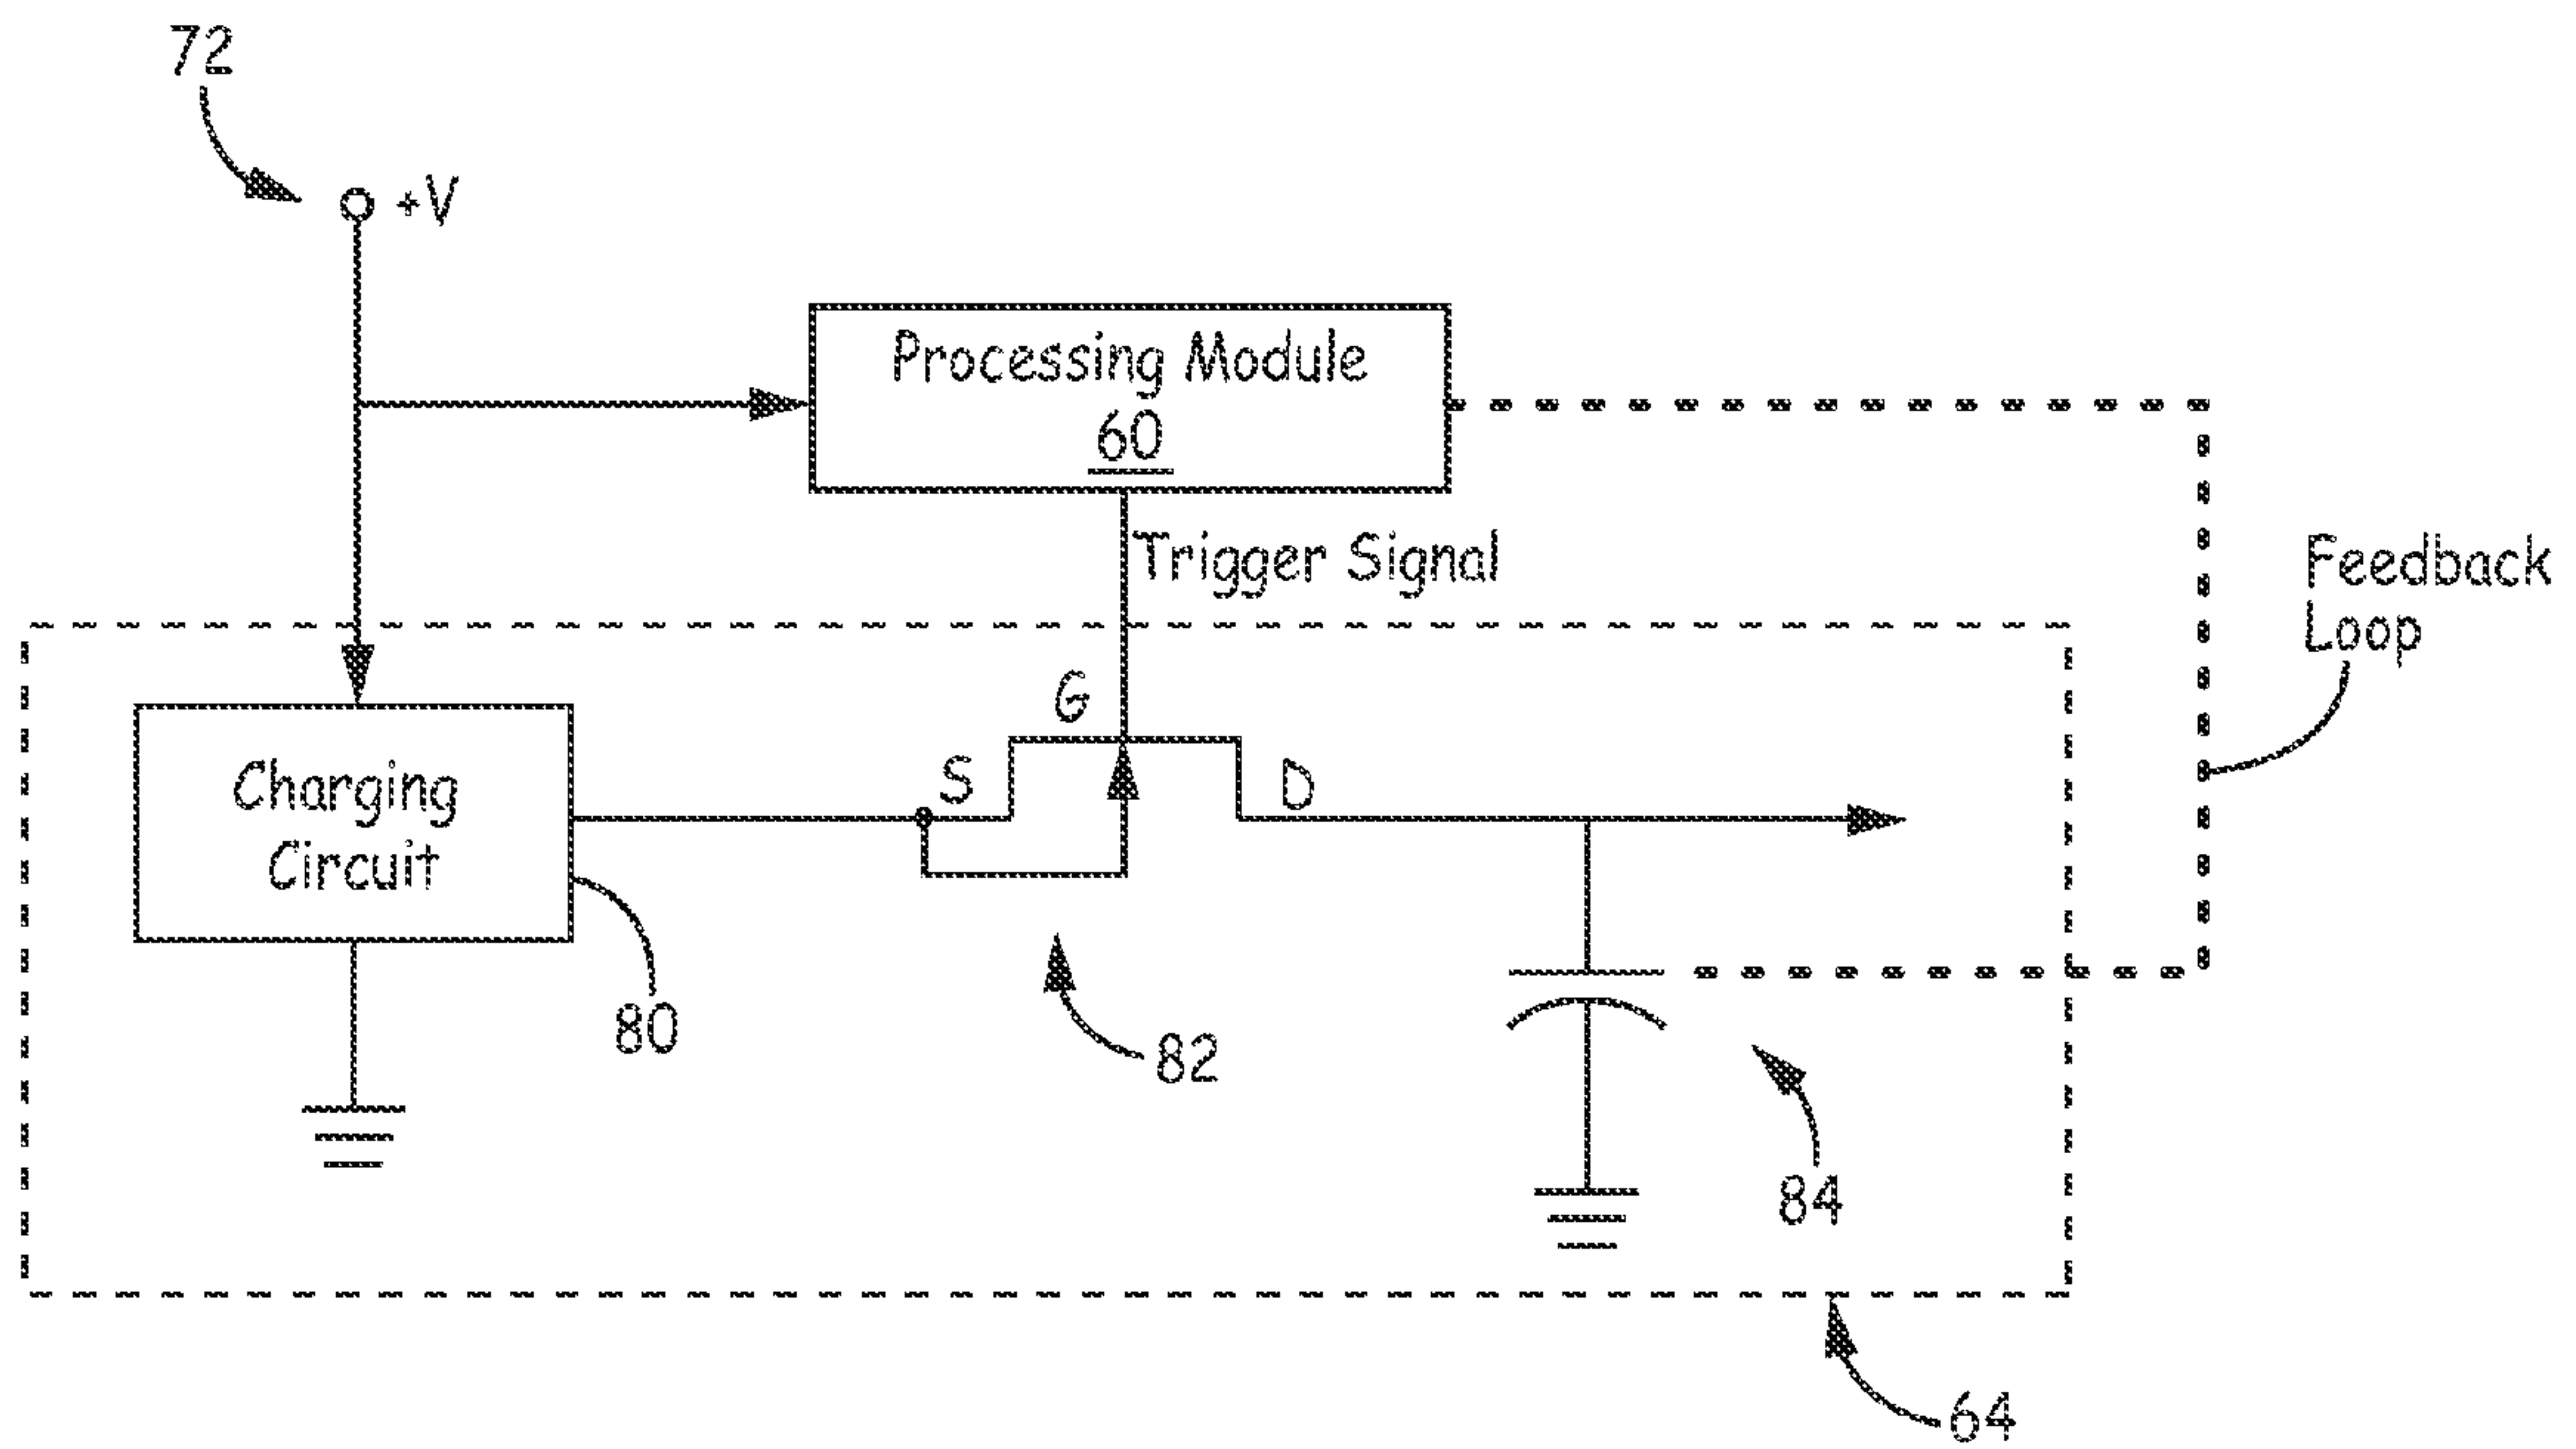 72
+V
Processing Module
60
Trigger Signal
Feedback
Loop
G
S
D
Charging
Circuit
80
82
84
64